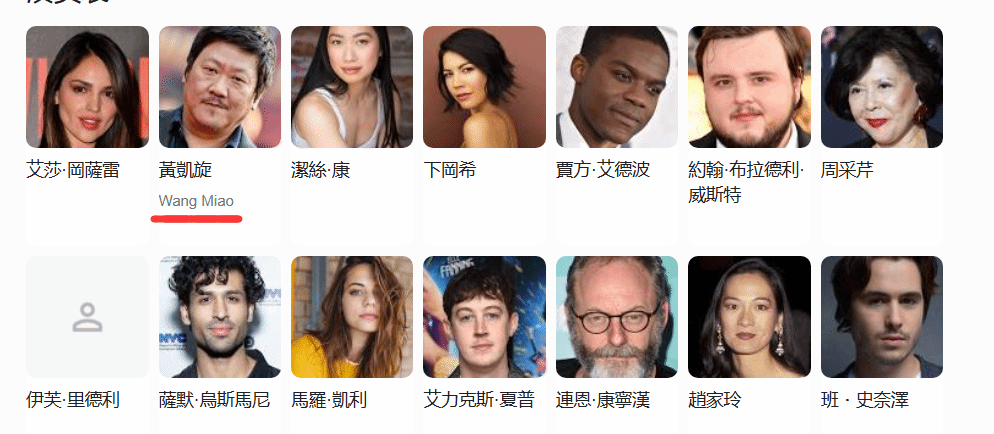 艾莎·岡薩雷
黃凱旋
潔絲·康
下岡希
賈方·艾德波
約翰·布拉德利·
威斯特
周采芹
Wang Miao
ELLE
FANNING
伊芙·里德利
薩默·烏斯馬尼
馬羅·凱利
艾力克斯·夏普
連恩·康寧漢
趙家玲
班·史奈澤